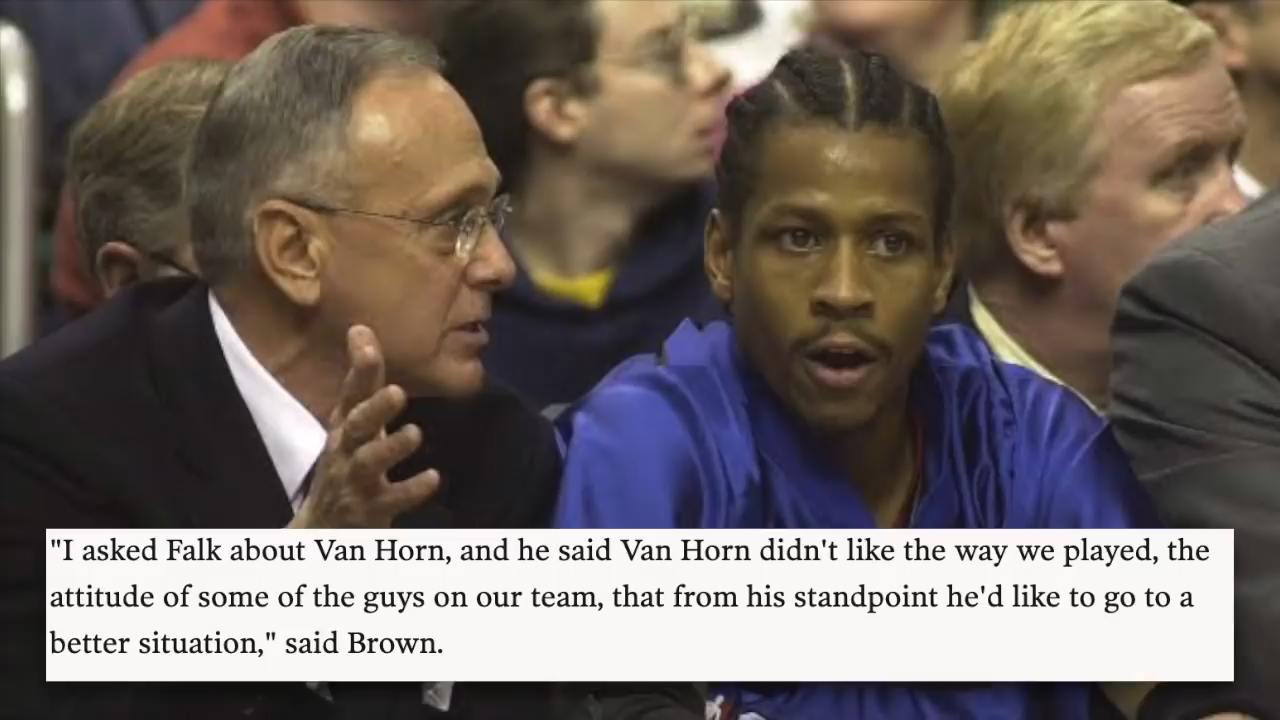 "I asked Falk about Van Horn, and he said Van Horn didn't like the way we played, the
attitude of some of the guys on our team, that from his standpoint he'd like to go to a
better situation," said Brown.